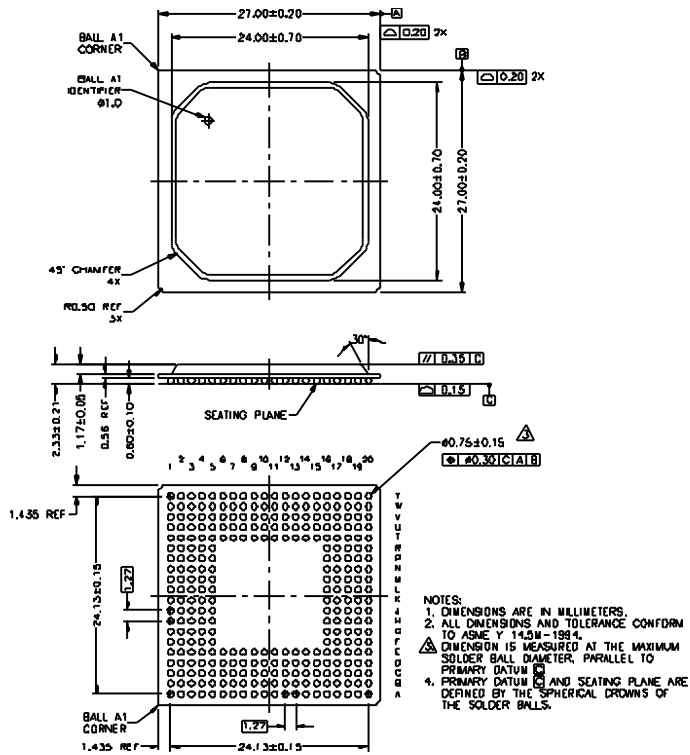 27.00±0.20
A
24.00±0.70
0.20 2X
BALL A1
CORNER
B
0.20 2X
BALL A1
IDENTIFIER
ø1.0
24.00±0.70
27.00±0.20
45° CHAMFER
4X
R0.50 REF
3X
30°
// 0.35 C
0.15
C
SEATING PLANE
2.33±0.21
1.17±0.05
0.56 REF
0.60±0.10
ø0.75±0.15
3
ø0.30 C A B
2 4 6 8 10 12 14 16 18 20
1 3 5 7 9 11 13 15 17 19
1.435 REF
Y
W
V
U
T
R
P
N
M
L
K
J
H
G
F
E
D
C
B
A
24.13±0.15
1.27
NOTES:
1. DIMENSIONS ARE IN MILLIMETERS.
2. ALL DIMENSIONS AND TOLERANCE CONFORM
TO ASME Y 14.5M-1994.
3 DIMENSION IS MEASURED AT THE MAXIMUM
SOLDER BALL DIAMETER, PARALLEL TO
PRIMARY DATUM C
4. PRIMARY DATUM C AND SEATING PLANE ARE
DEFINED BY THE SPHERICAL CROWNS OF
THE SOLDER BALLS.
BALL A1
CORNER
1.27
1.435 REF
24.13±0.15